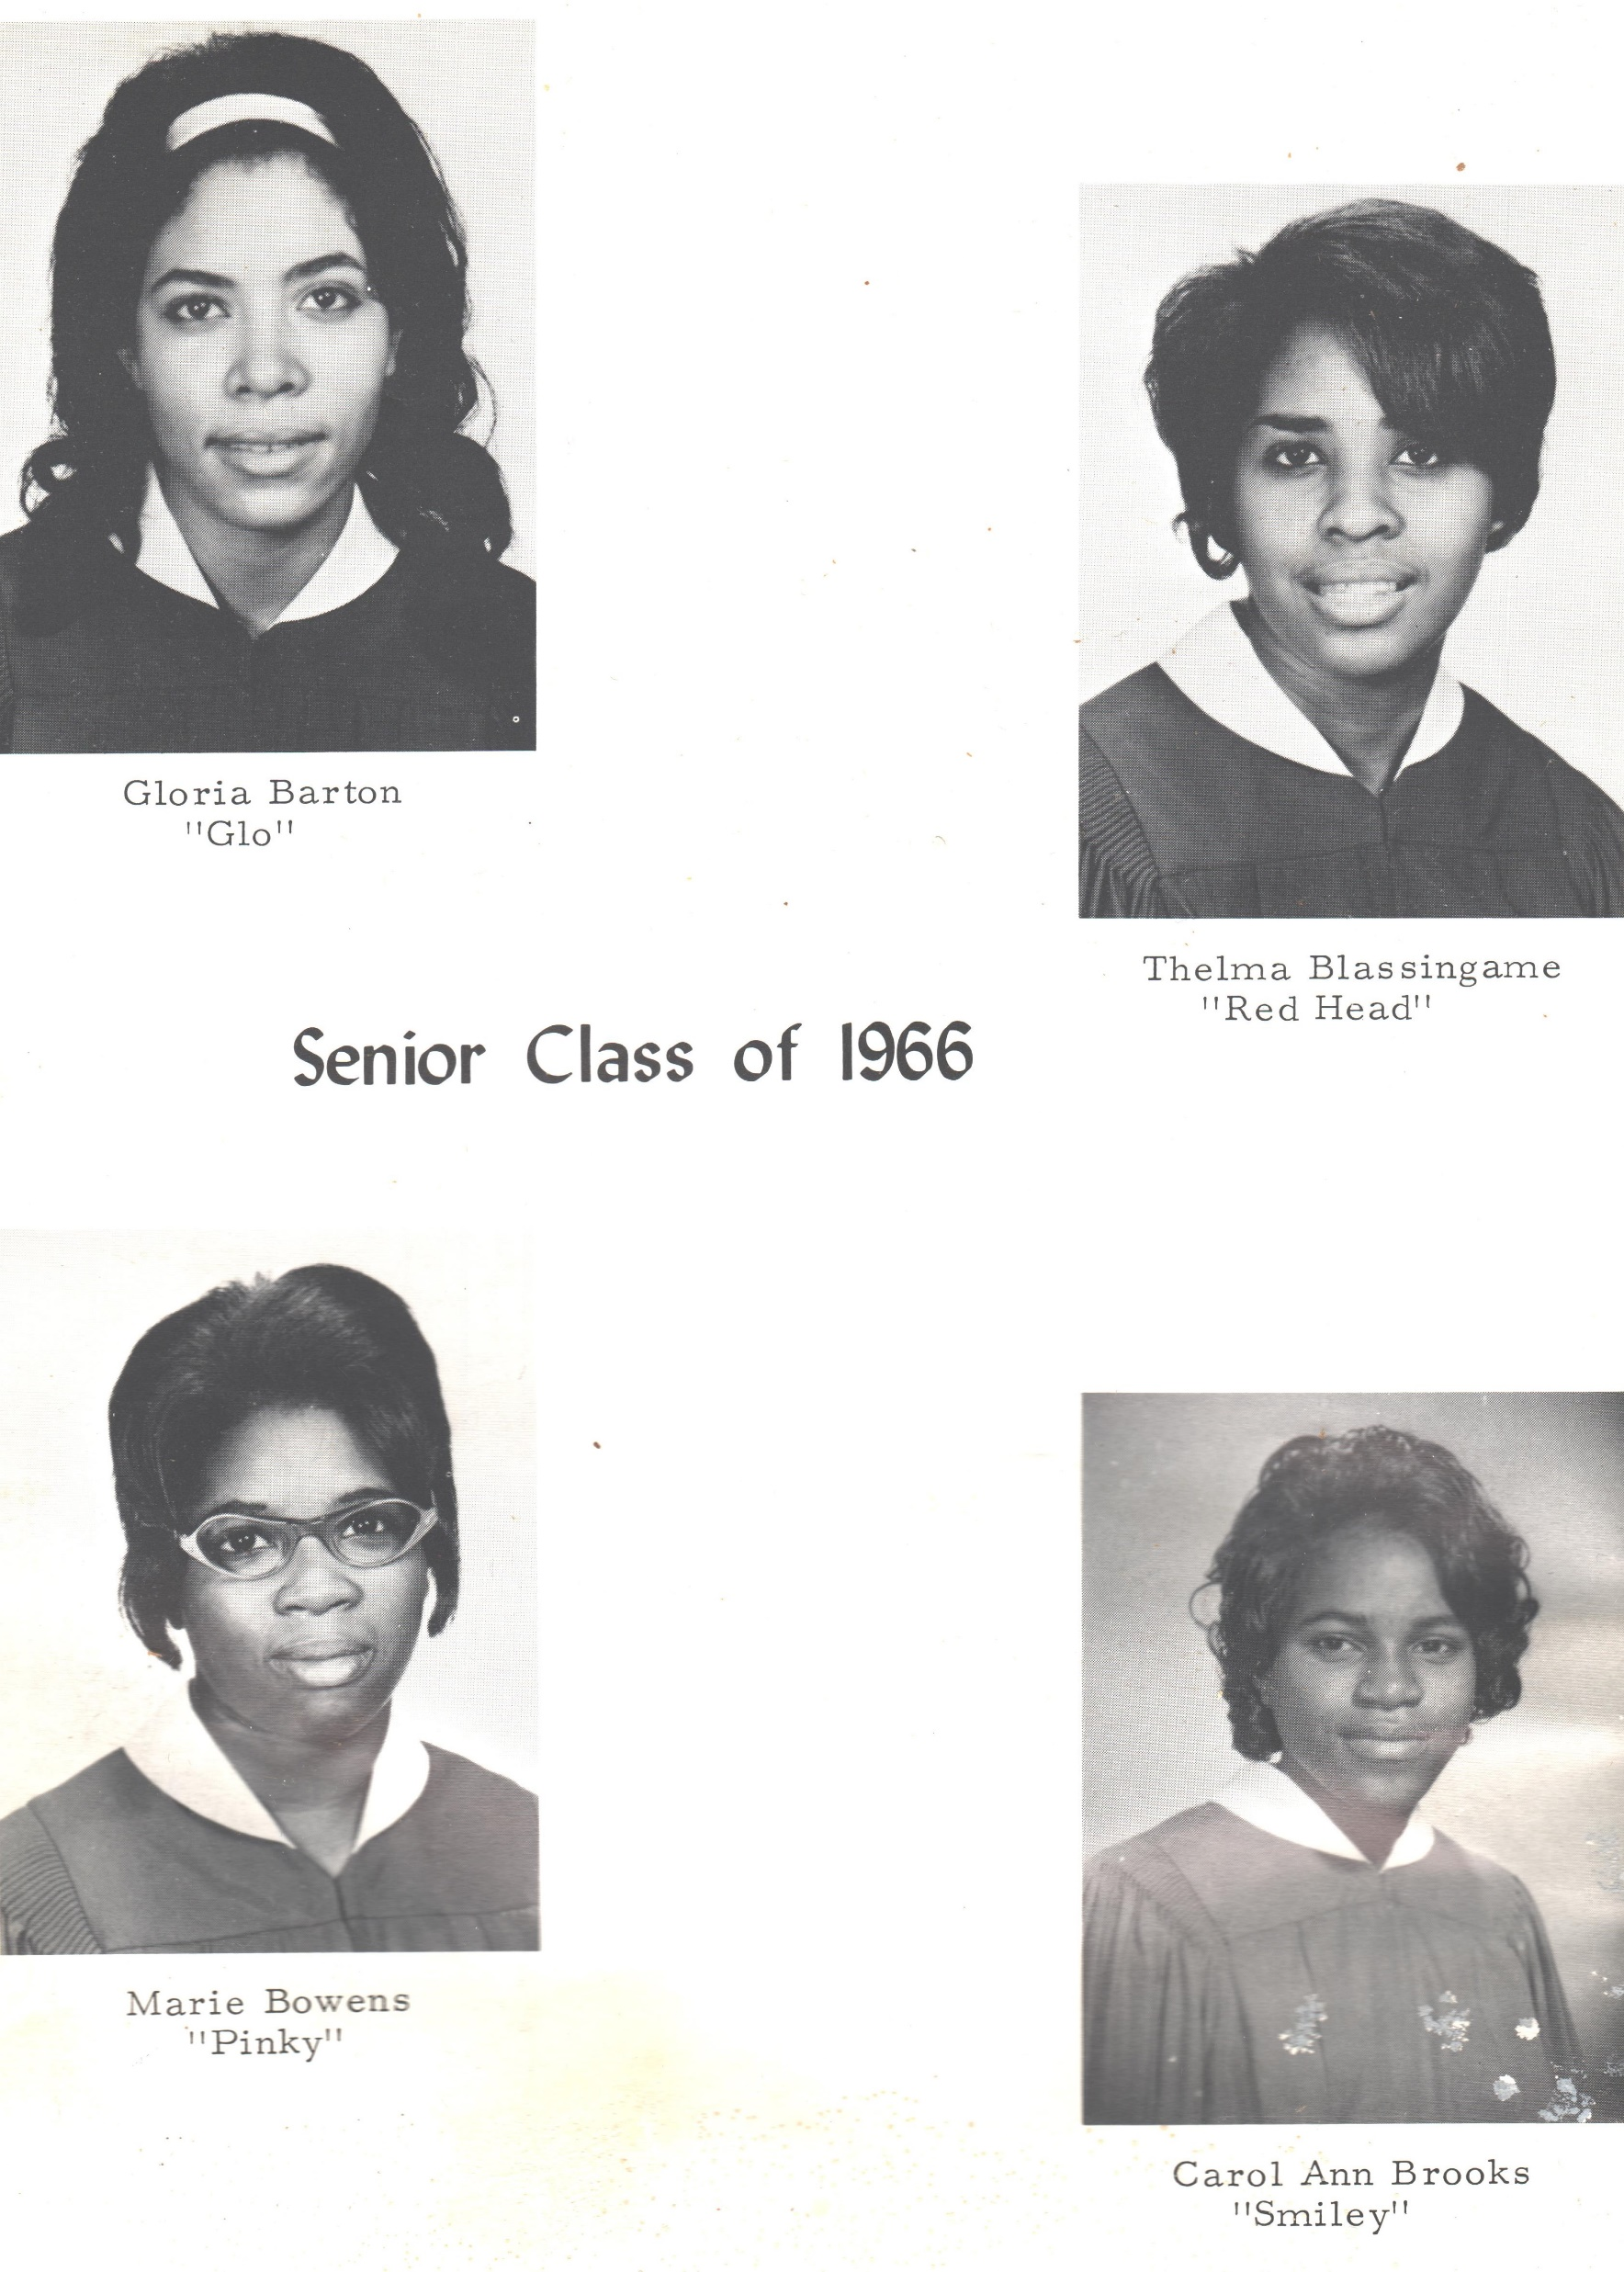 Gloria Barton
"Glo"
Thelma Blassingame
"Red Head"
Senior Class of 1966
Marie Bowens
"Pinky"
Carol Ann Brooks
"Smiley"